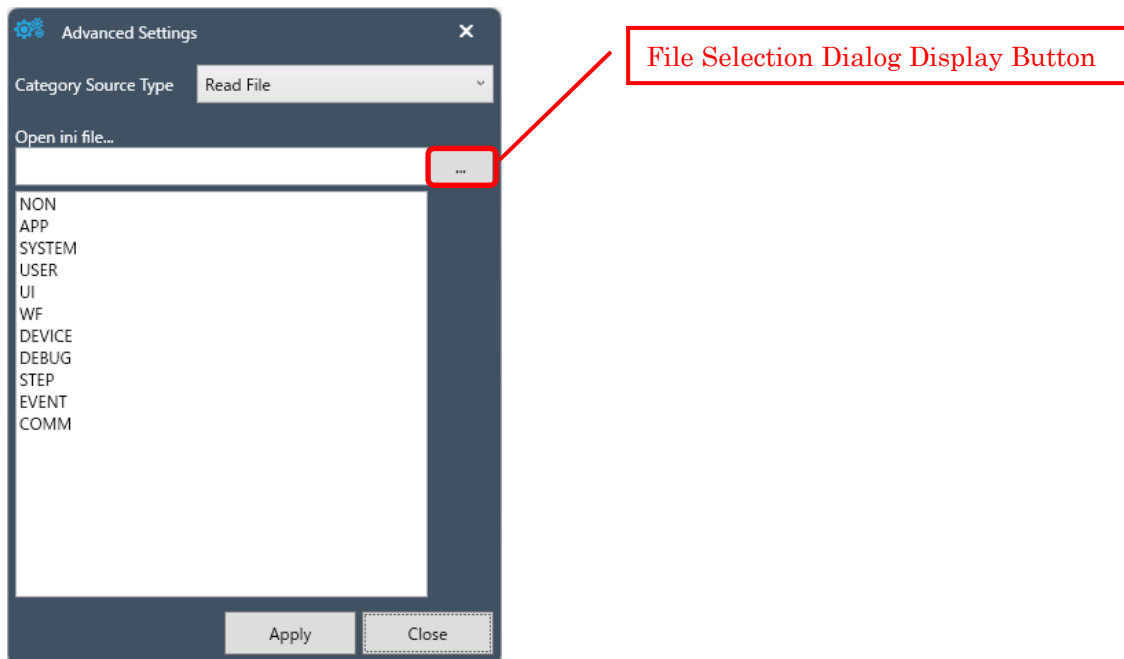 Advanced Settings
File Selection Dialog Display Button
Category Source Type
Read File
Open ini file...
...
NON
APP
SYSTEM
USER
UI
WF
DEVICE
DEBUG
STEP
EVENT
COMM
Apply
Close